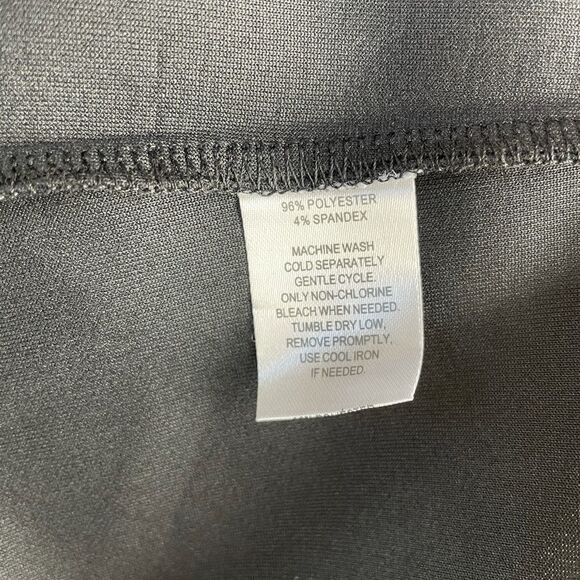 96% POLYESTER
4% SPANDEX
MACHINE WASH
COLD SEPARATELY
GENTLE CYCLE.
ONLY NON-CHLORINE
BLEACH WHEN NEEDED.
TUMBLE DRY LOW,
REMOVE PROMPTLY.
USE COOL IRON
IF NEEDED.